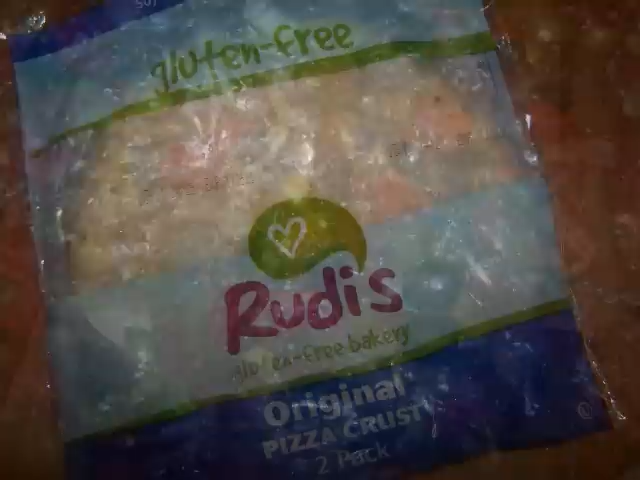 gluten-free
Rudi's
gluten-free bakery
Original
PIZZA CRUST
2 Pack